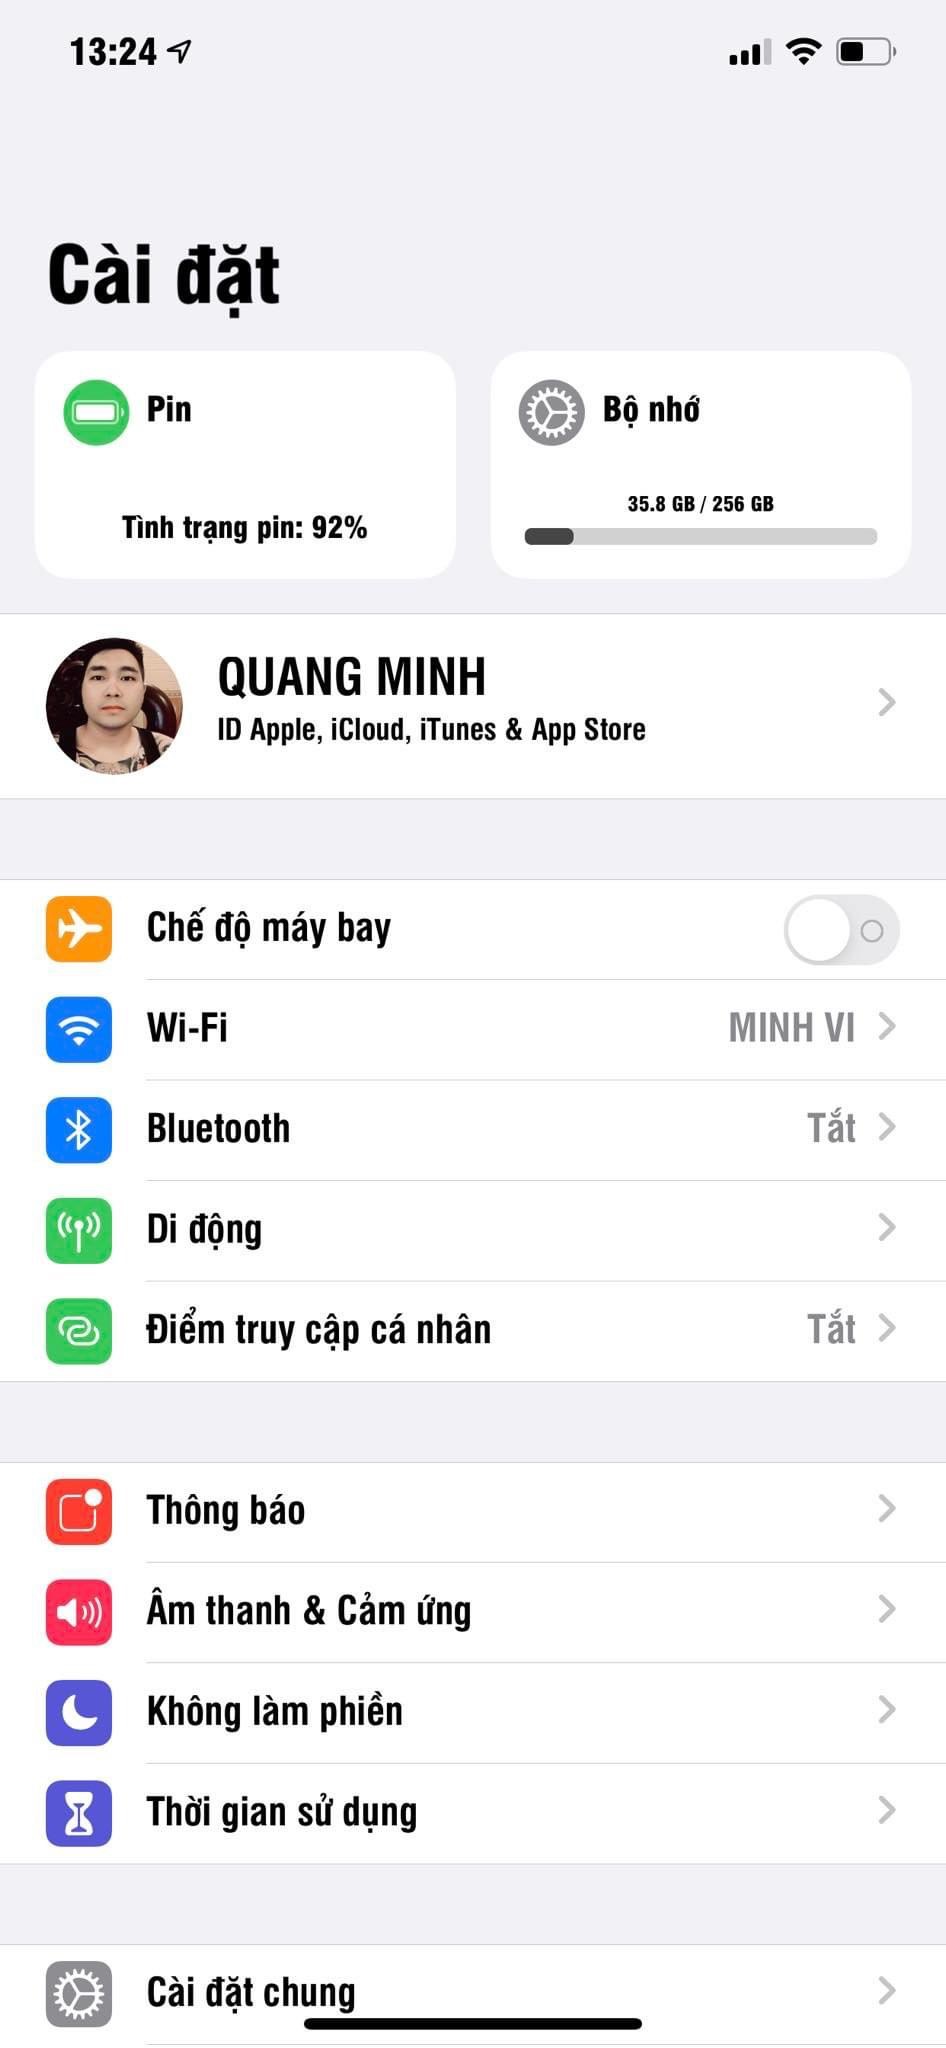 13:24
Cài đặt
Pin
Tình trạng pin: 92%
Bộ nhớ
35.8 GB / 256 GB
QUANG MINH
ID Apple, iCloud, iTunes & App Store
Chế độ máy bay
Wi-Fi MINH VI
Bluetooth Tắt
Di động
Điểm truy cập cá nhân Tắt
Thông báo
Âm thanh & Cảm ứng
Không làm phiền
Thời gian sử dụng
Cài đặt chung